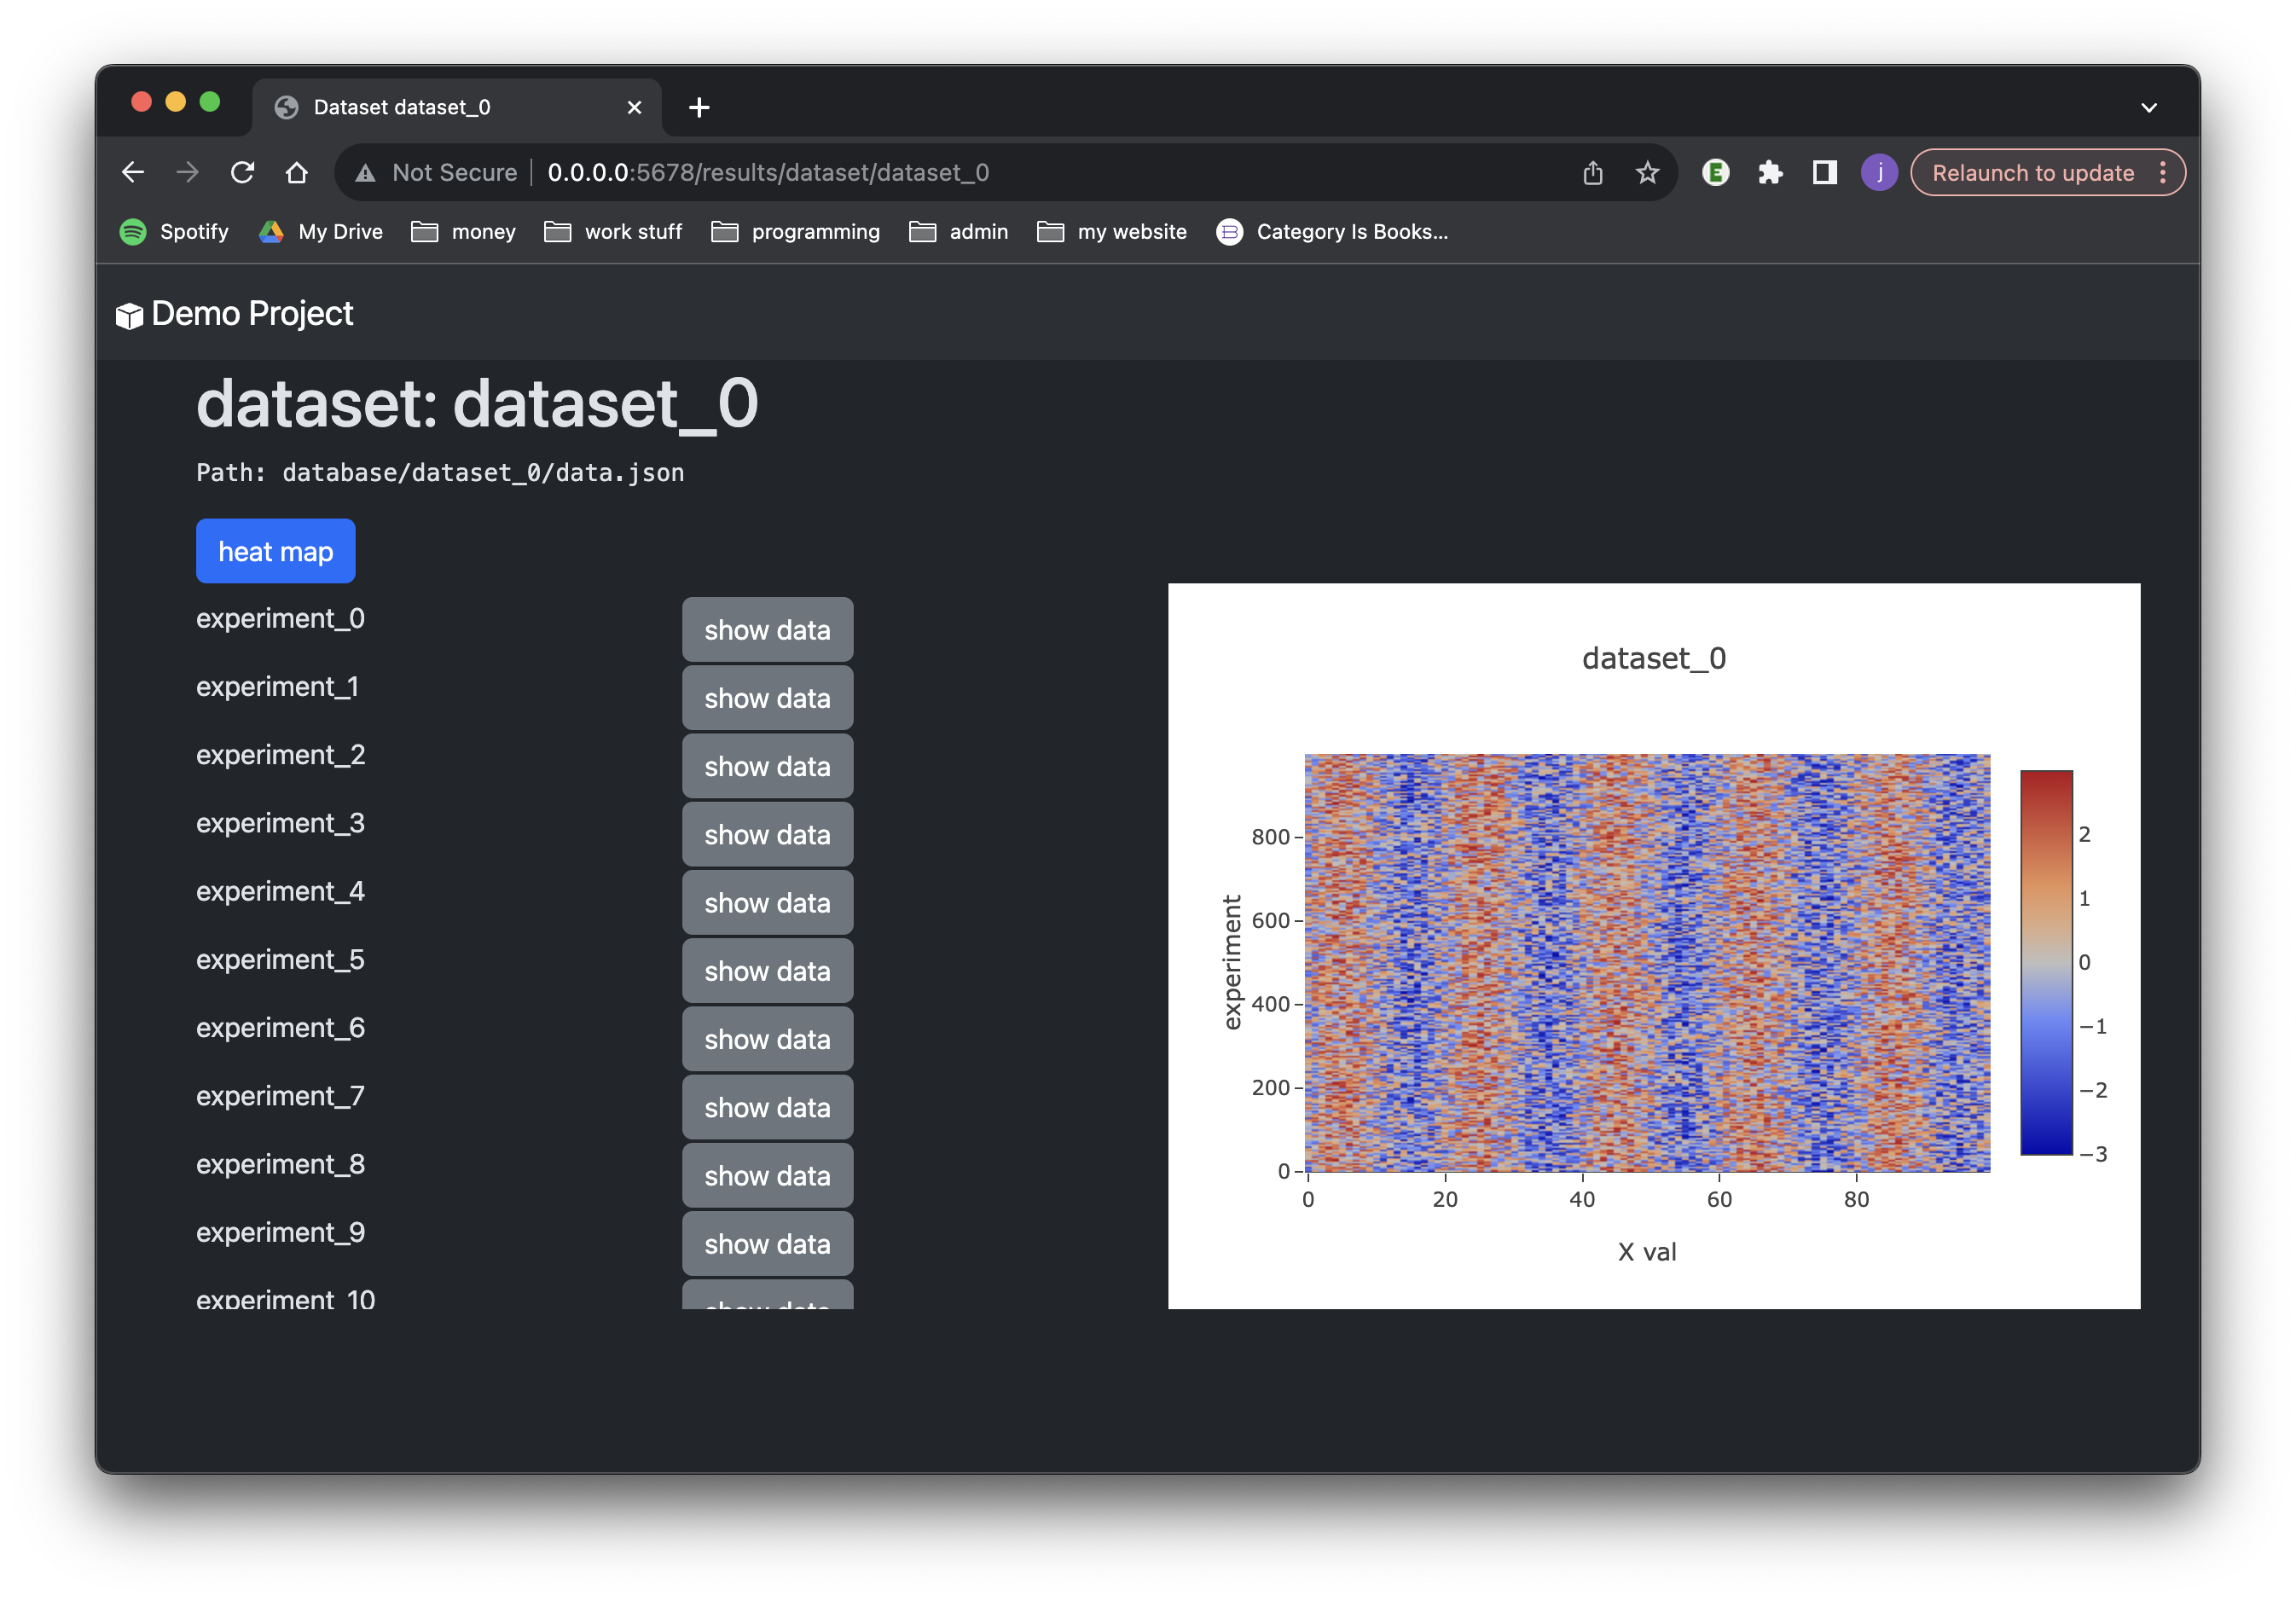 Dataset dataset_0
Not Secure 0.0.0.0:5678/results/dataset/dataset_0
E
j
Relaunch to update
Spotify My Drive money work stuff programming admin my website B Category Is Books...
Demo Project
dataset: dataset_0
Path: database/dataset_0/data.json
heat map
experiment_0 show data
experiment_1 show data
experiment_2 show data
experiment_3 show data
experiment_4 show data
experiment_5 show data
experiment_6 show data
experiment_7 show data
experiment_8 show data
experiment_9 show data
experiment_10 show data
dataset_0
experiment
800
600
400
200
0
0 20 40 60 80
X val
2
1
0
−1
−2
−3